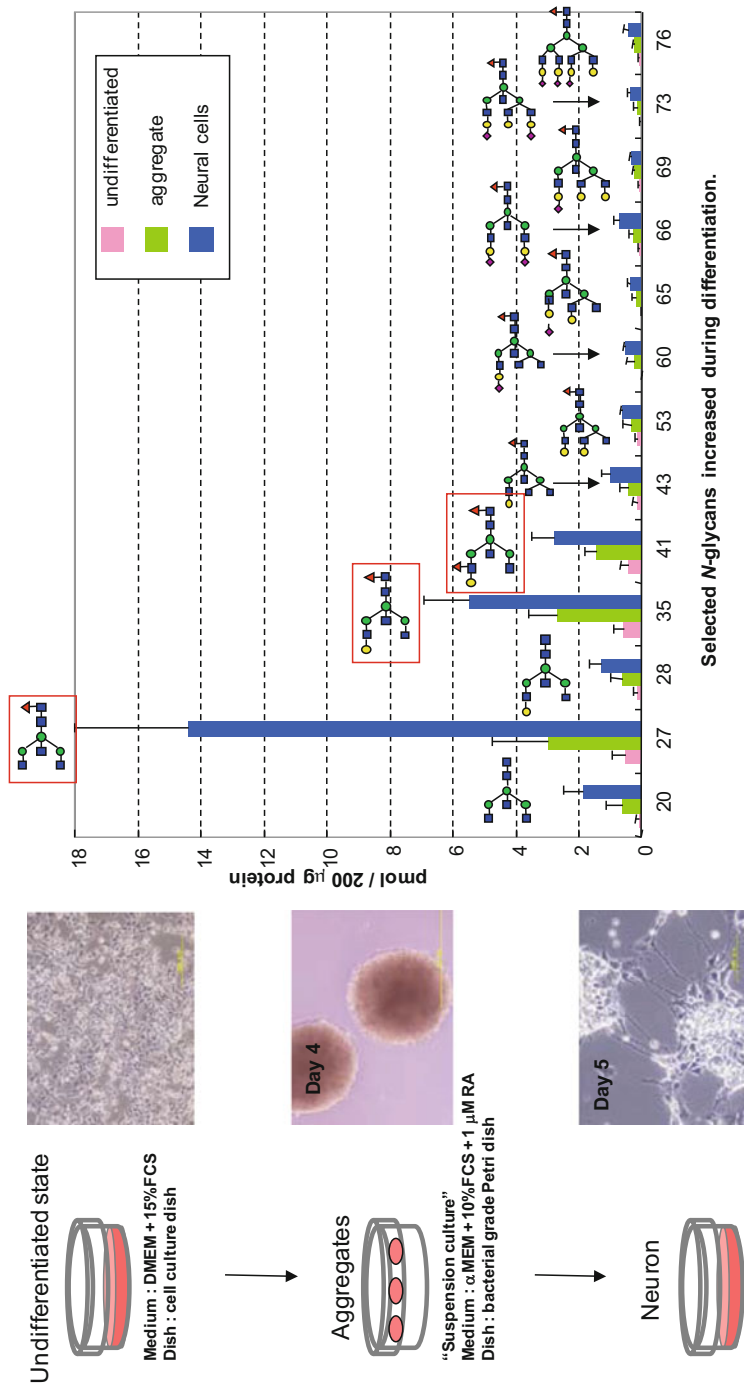 Undifferentiated state
Medium : DMEM + 15%FCS
Dish : cell culture dish
Aggregates
"Suspension culture"
Medium : αMEM + 10%FCS + 1 μM RA
Dish : bacterial grade Petri dish
Neuron
Day 4
Day 5
pmol / 200 μg protein
18
16
14
12
10
8
6
4
2
0
undifferentiated
aggregate
Neural cells
20 27 28 35 41 43 53 60 65 66 69 73 76
Selected N-glycans increased during differentiation.